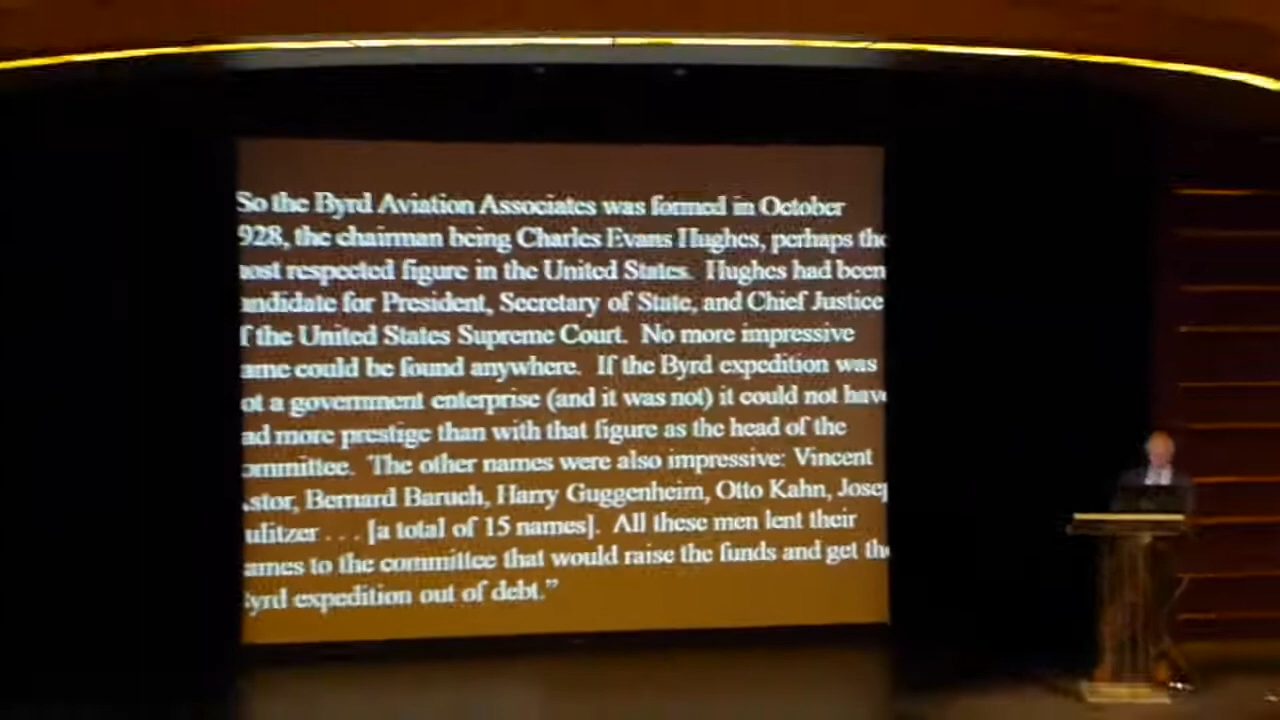 So the Byrd Aviation Associates was formed in October
928, the chairman being Charles Evans Hughes, perhaps the
ost respected figure in the United States. Hughes had been
ndidate for President, Secretary of State, and Chief Justice
f the United States Supreme Court. No more impressive
ame could be found anywhere. If the Byrd expedition was
ot a government enterprise (and it was not) it could not have
ad more prestige than with that figure as the head of the
ommittee. The other names were also impressive: Vincent
stor, Bernard Baruch, Harry Guggenheim, Otto Kahn, Josep
ulitzer . . . [a total of 15 names]. All these men lent their
ames to the committee that would raise the funds and get the
yrd expedition out of debt.”